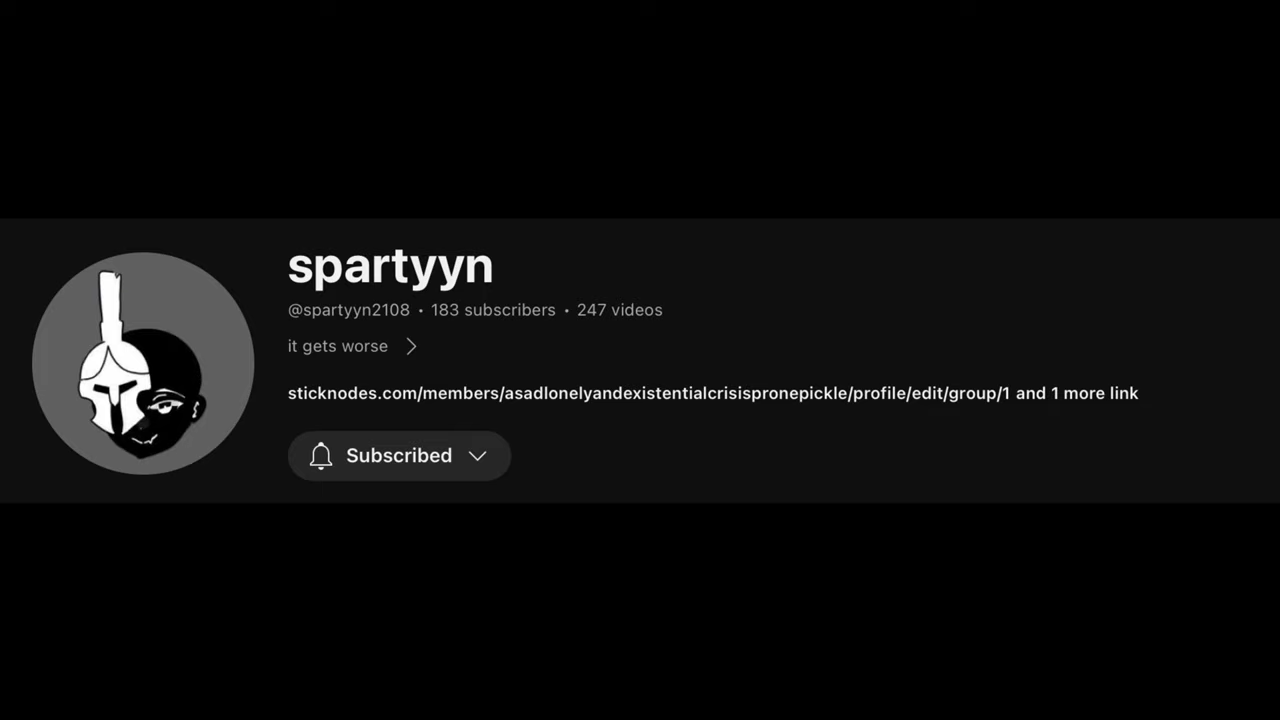 spartyyn
@spartyyn2108 • 183 subscribers • 247 videos
it gets worse
sticknodes.com/members/asadlonelyandexistentialcrisispronepickle/profile/edit/group/1 and 1 more link
Subscribed